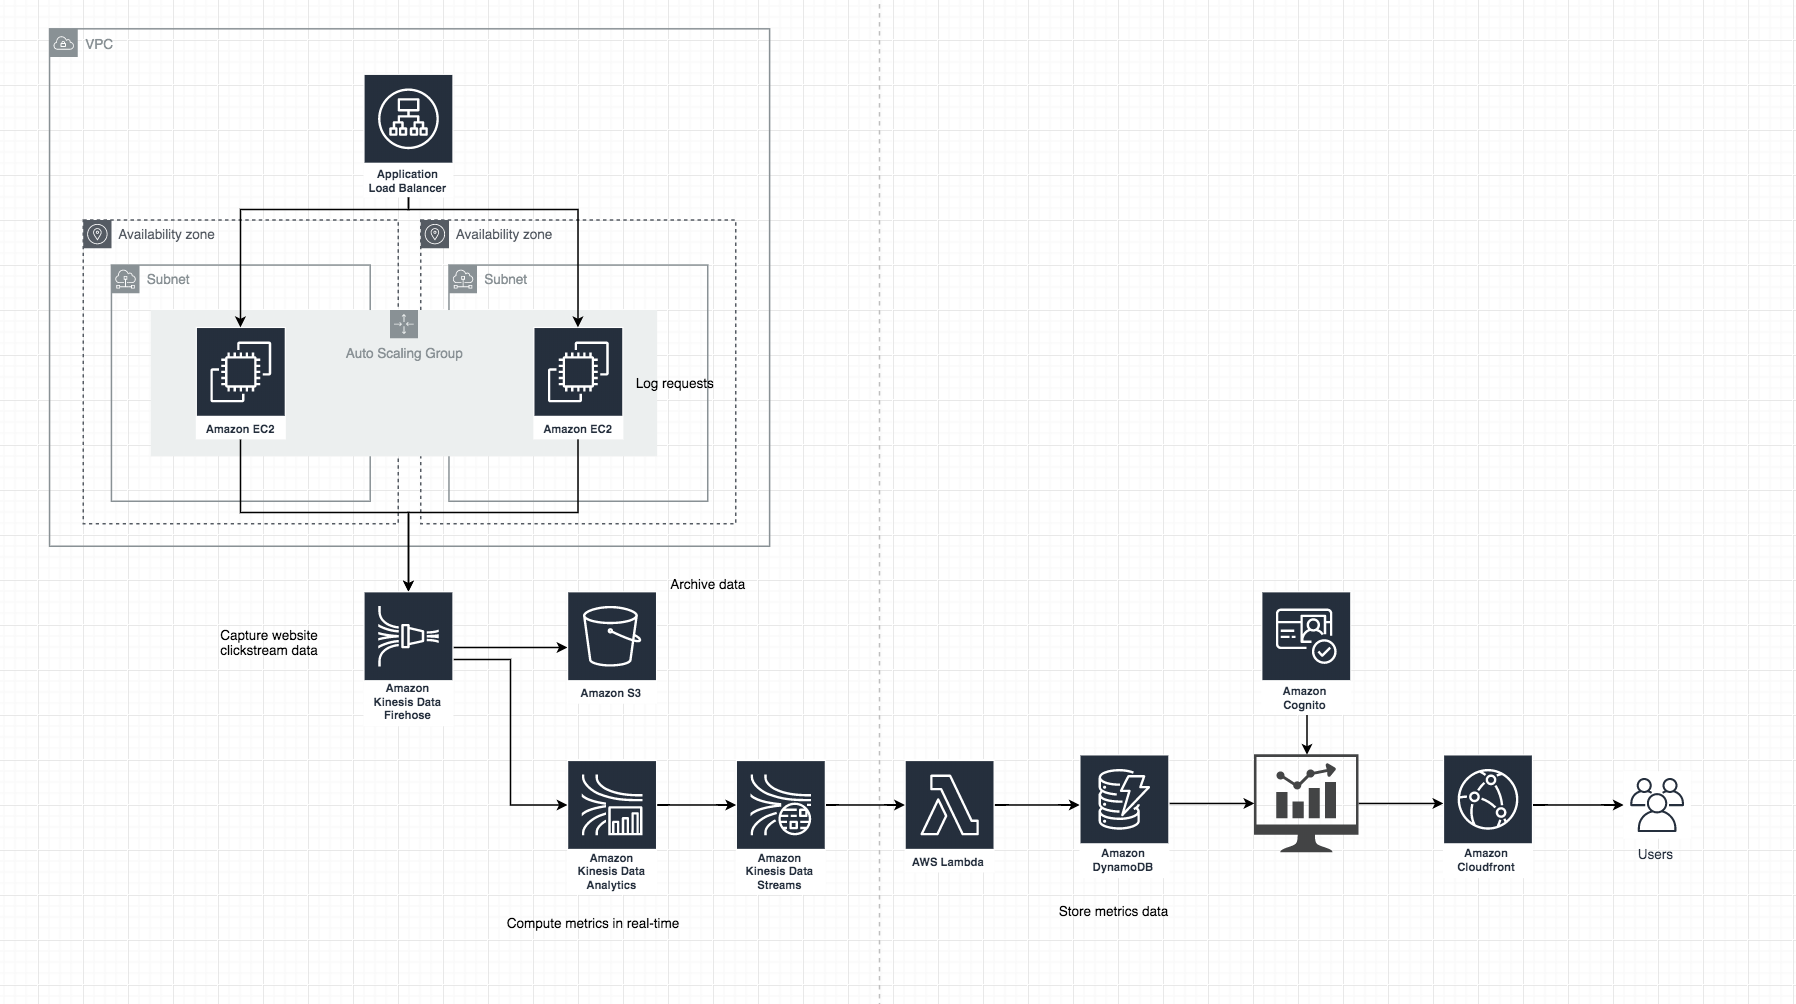 VPC
Application
Load Balancer
Availability zone
Availability zone
Subnet
Subnet
Auto Scaling Group
Log requests
Amazon EC2
Amazon EC2
Archive data
Capture website
clickstream data
Amazon
Kinesis Data
Firehose
Amazon S3
Amazon
Cognito
Amazon
Kinesis Data
Analytics
Amazon
Kinesis Data
Streams
AWS Lambda
Amazon
DynamoDB
Amazon
Cloudfront
Users
Compute metrics in real-time
Store metrics data